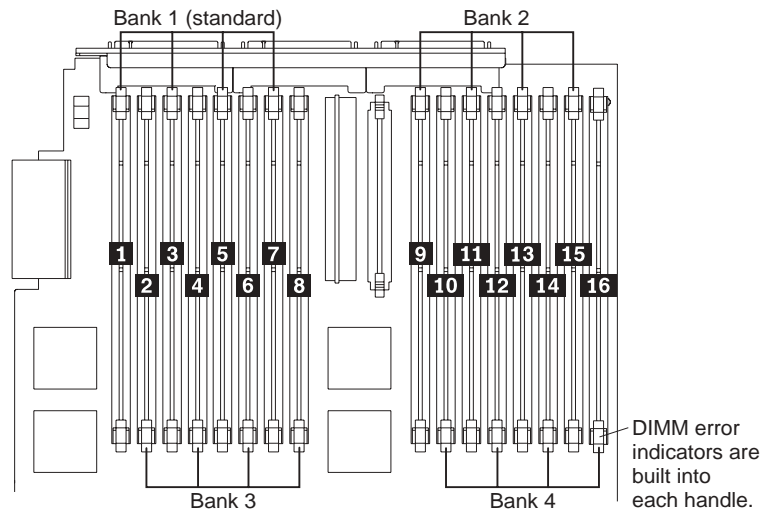 Bank 1 (standard)
Bank 2
1
3
5
7
9
11
13
15
2
4
6
8
10
12
14
16
DIMM error
indicators are
built into
each handle.
Bank 3
Bank 4